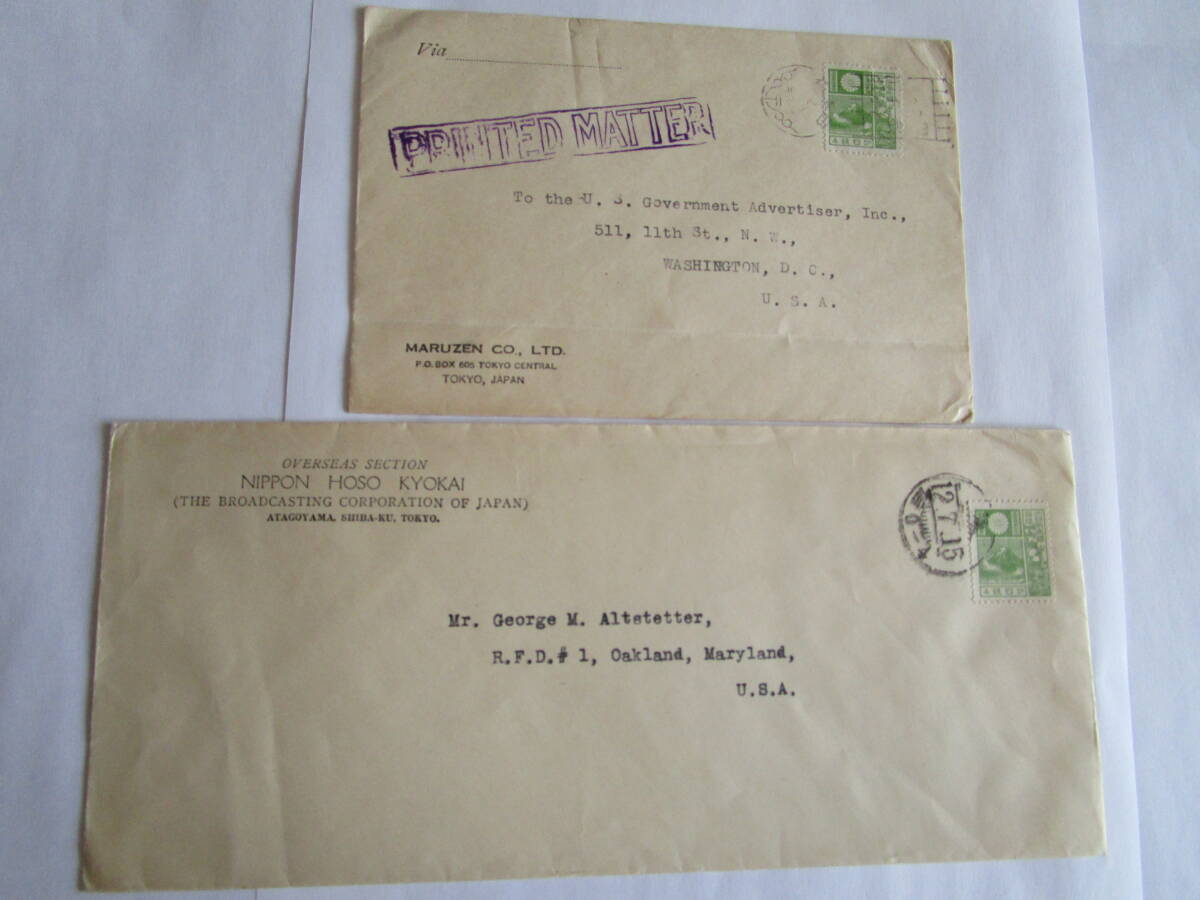 Via
PRINTED MATTER
To the U. S. Government Advertiser, Inc.,
511, 11th St., N. W.,
WASHINGTON, D. C.,
U. S. A.
MARUZEN CO., LTD.
P.O. BOX 605 TOKYO CENTRAL
TOKYO, JAPAN
OVERSEAS SECTION
NIPPON HOSO KYOKAI
(THE BROADCASTING CORPORATION OF JAPAN)
ATAGOYAMA, SHIBA-KU, TOKYO.
12.7.15
Mr. George M. Altstetter,
R.F.D.# 1, Oakland, Maryland,
U.S.A.